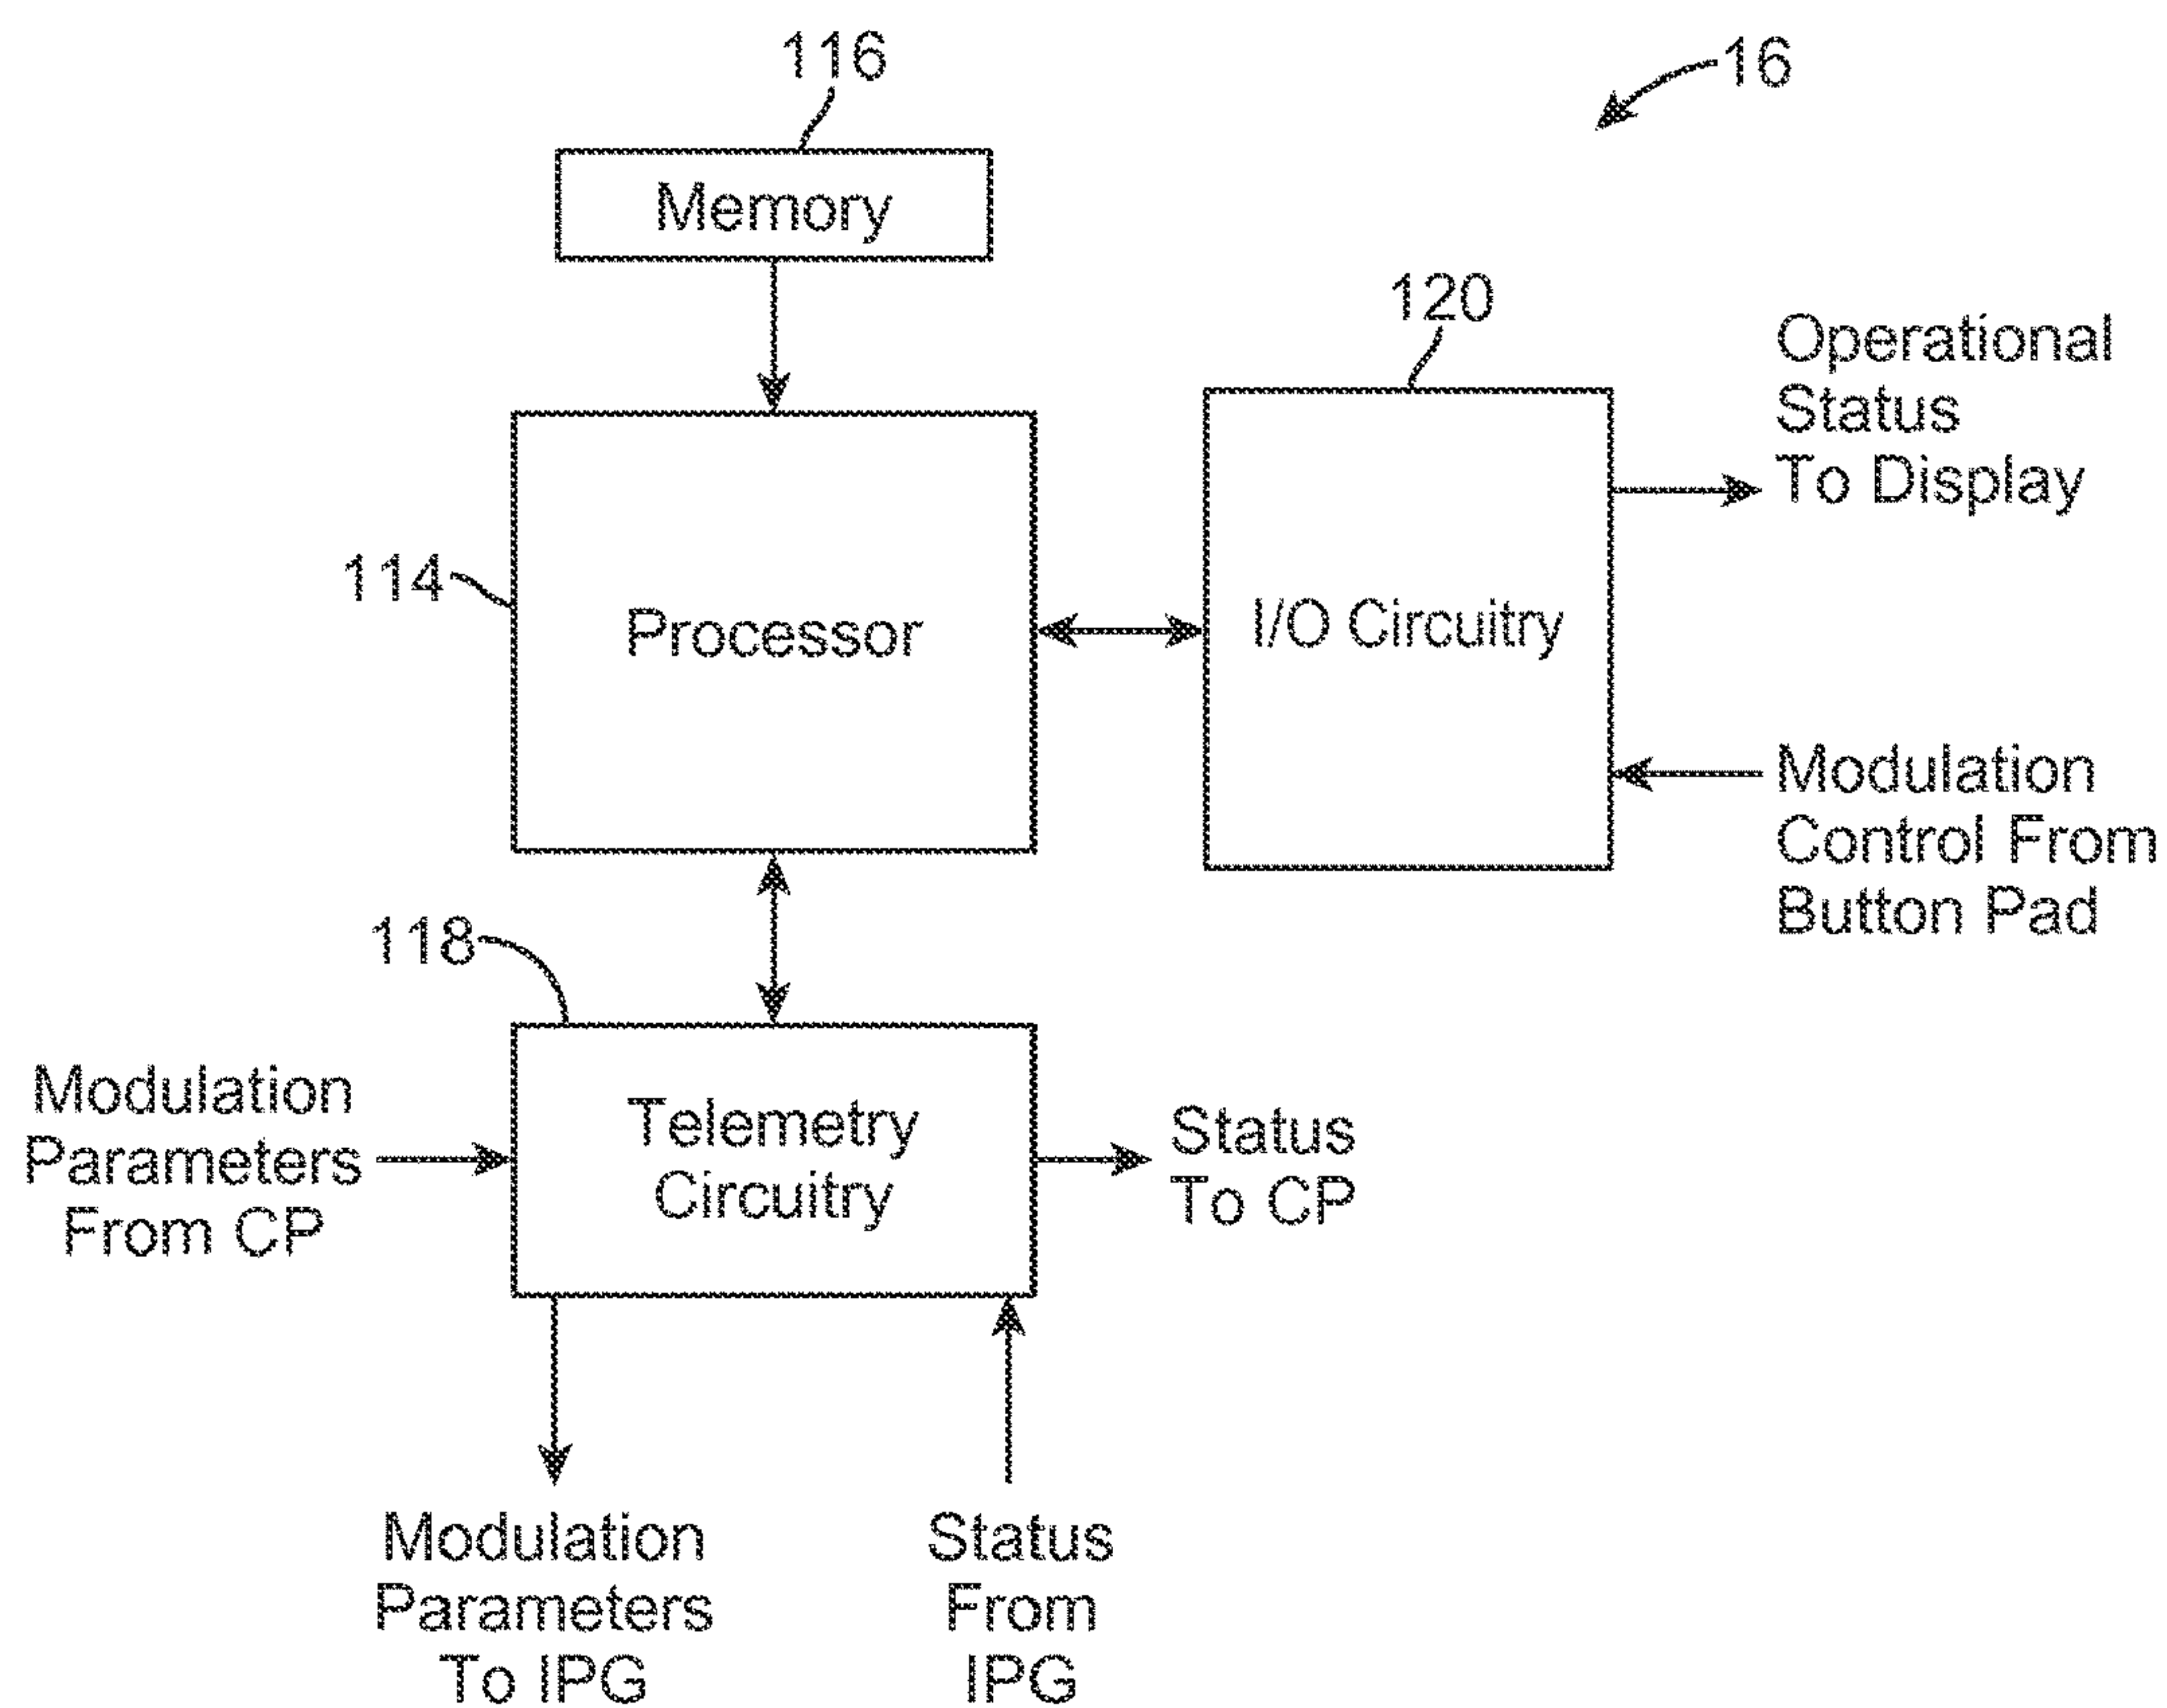 116
16
Memory
120
Operational
Status
To Display
114
Processor
I/O Circuitry
Modulation
Control From
Button Pad
118
Modulation
Parameters
From CP
Telemetry
Circuitry
Status
To CP
Modulation
Parameters
To IPG
Status
From
IPG